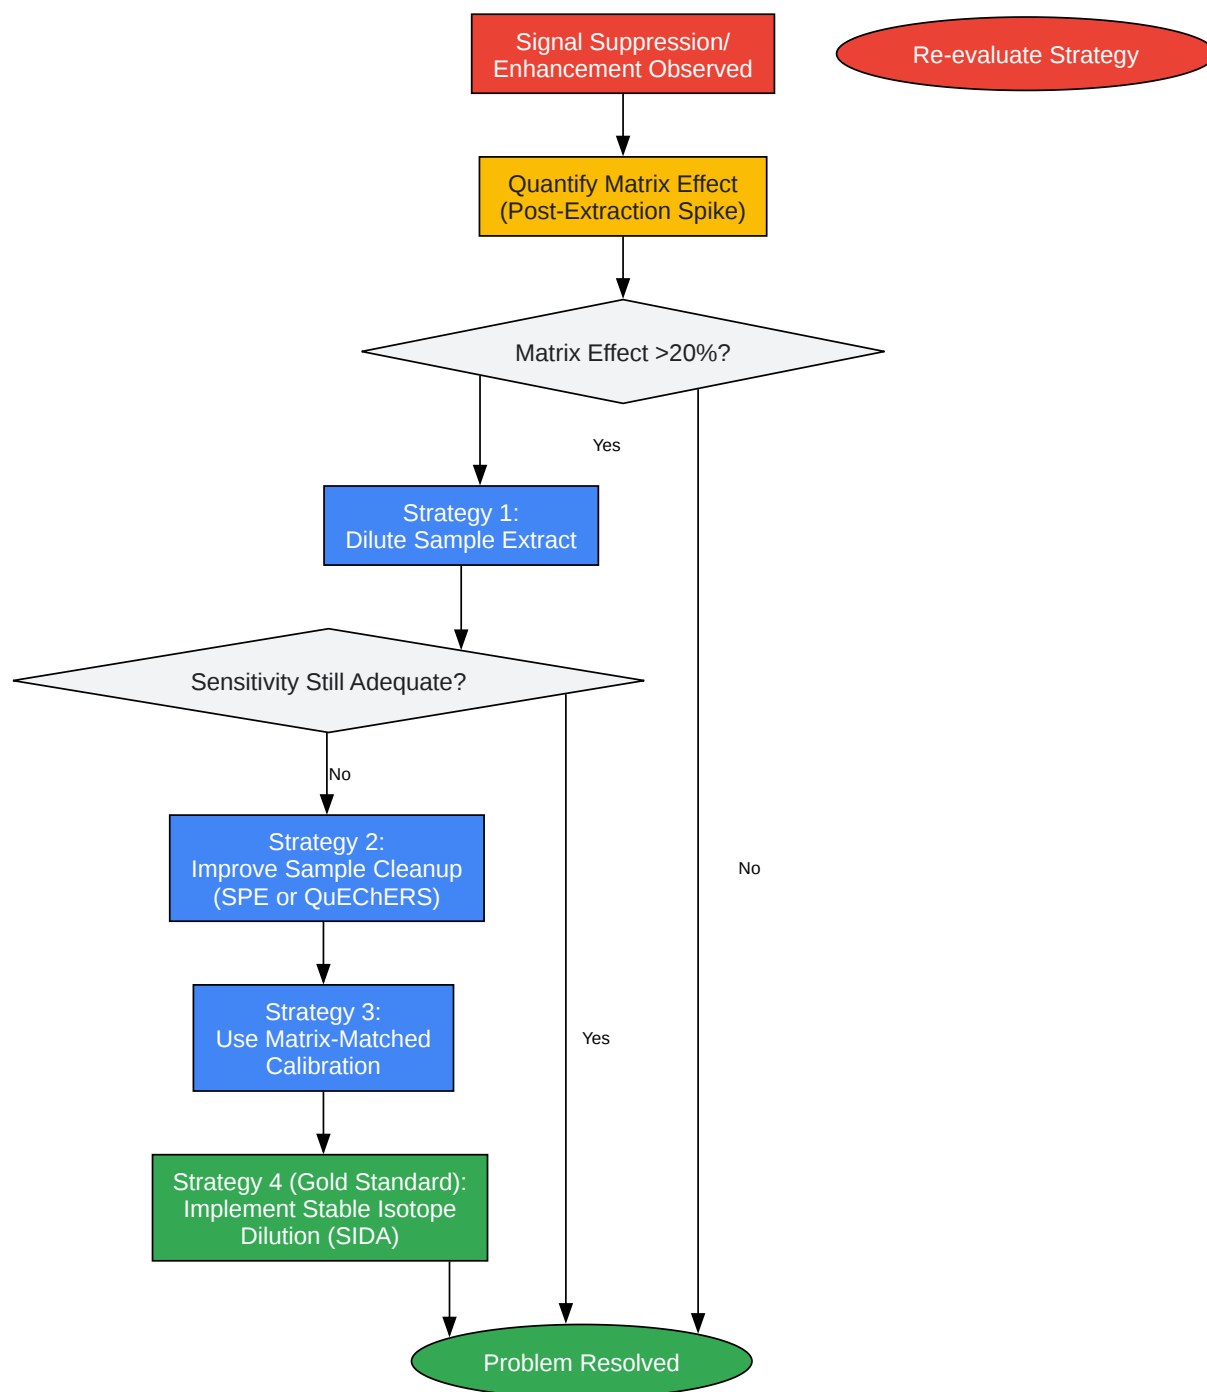 Signal Suppression/
Enhancement Observed
Re-evaluate Strategy
Quantify Matrix Effect
(Post-Extraction Spike)
Matrix Effect >20%?
Yes
Strategy 1:
Dilute Sample Extract
Sensitivity Still Adequate?
No
Strategy 2:
Improve Sample Cleanup
(SPE or QuEChERS)
No
Strategy 3:
Use Matrix-Matched
Calibration
Yes
Strategy 4 (Gold Standard):
Implement Stable Isotope
Dilution (SIDA)
Problem Resolved